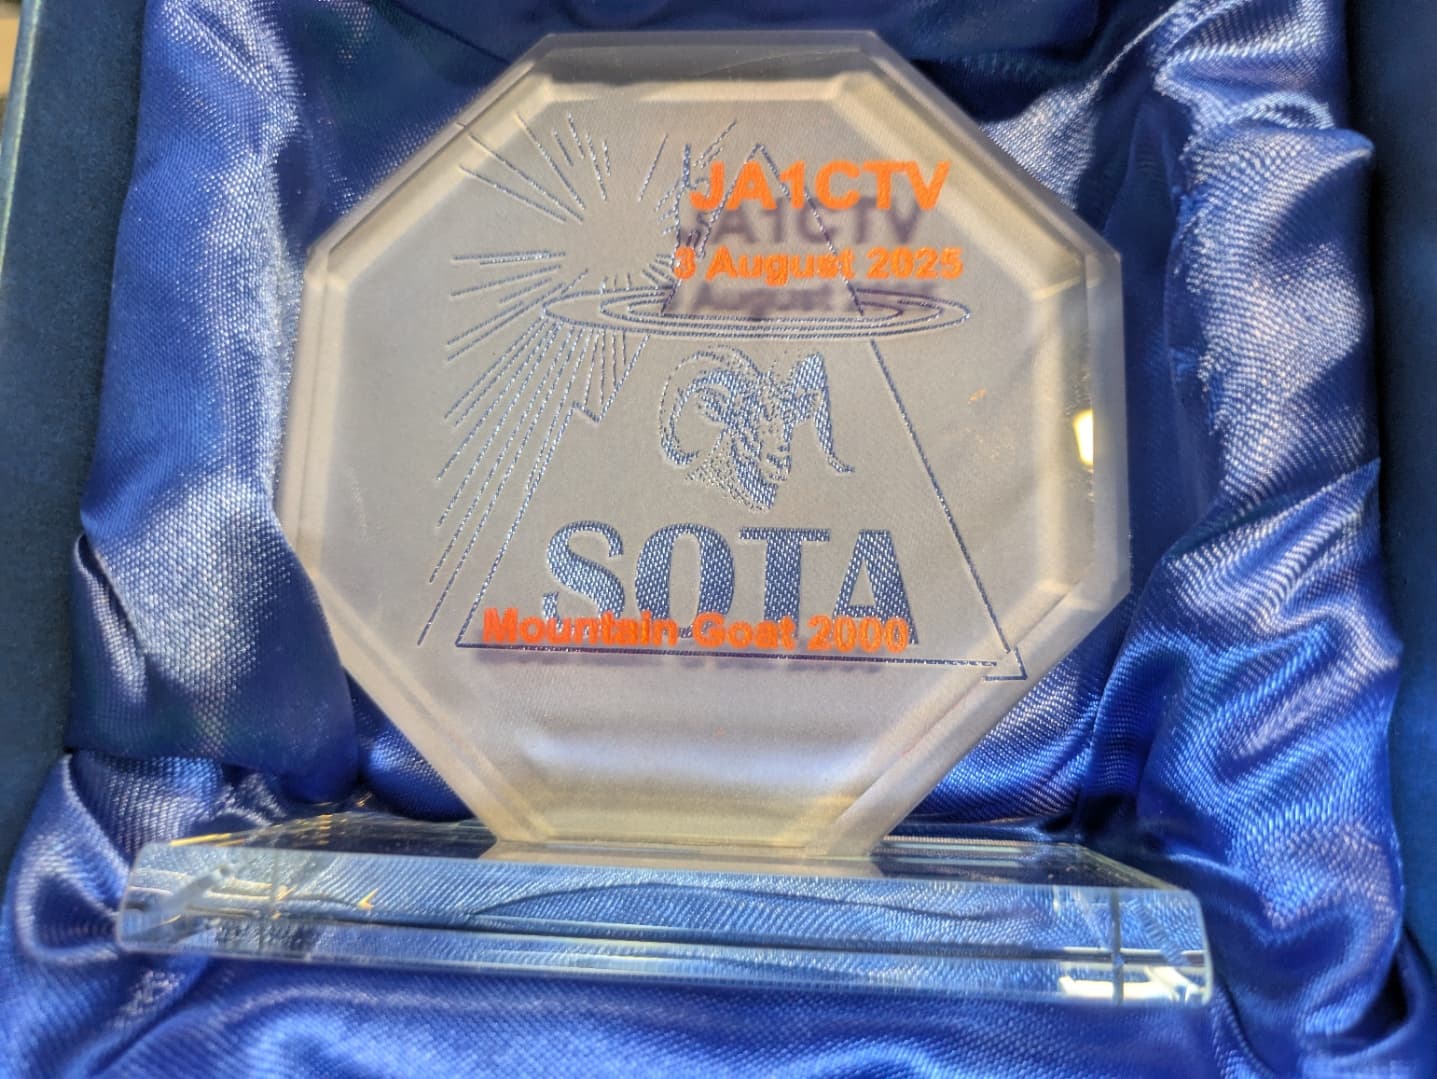 JA1CTV
3 August 2025
SOTA
Mountain Goat 2000